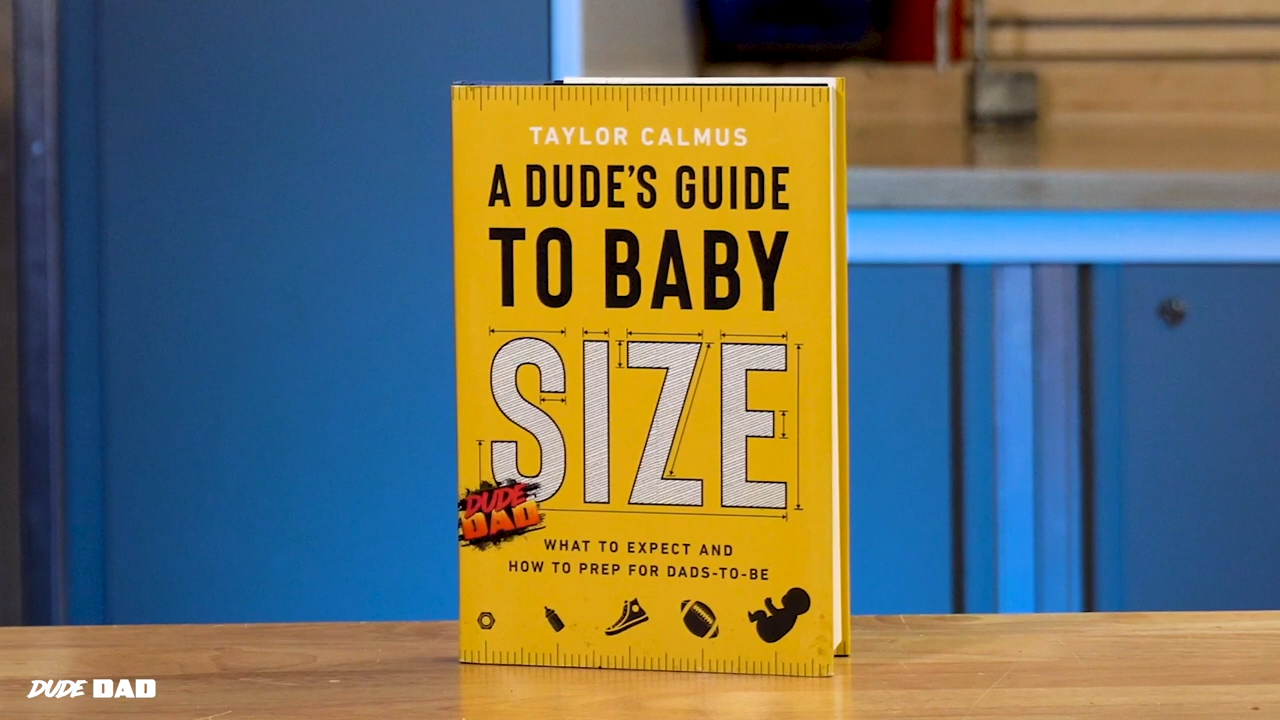 TAYLOR CALMUS
A DUDE'S GUIDE
TO BABY
SIZE
DUDE
DAD
WHAT TO EXPECT AND
HOW TO PREP FOR DADS-TO-BE
DUDE DAD